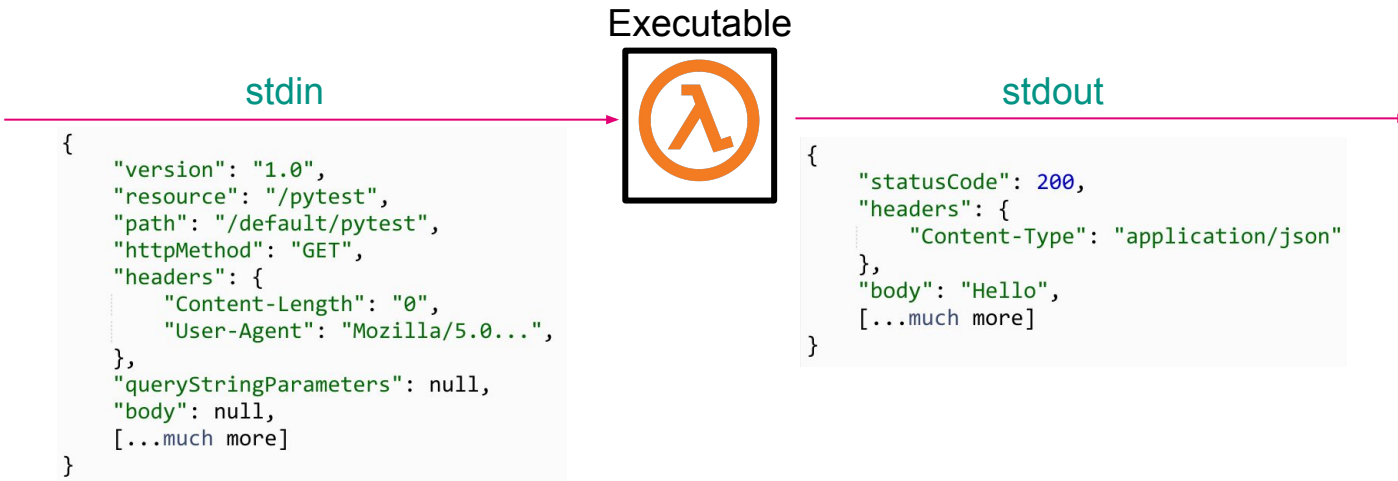 Executable
stdin
stdout
{
    "version": "1.0",
    "resource": "/pytest",
    "path": "/default/pytest",
    "httpMethod": "GET",
    "headers": {
        "Content-Length": "0",
        "User-Agent": "Mozilla/5.0...",
    },
    "queryStringParameters": null,
    "body": null,
    [...much more]
}
{
    "statusCode": 200,
    "headers": {
        "Content-Type": "application/json"
    },
    "body": "Hello",
    [...much more]
}